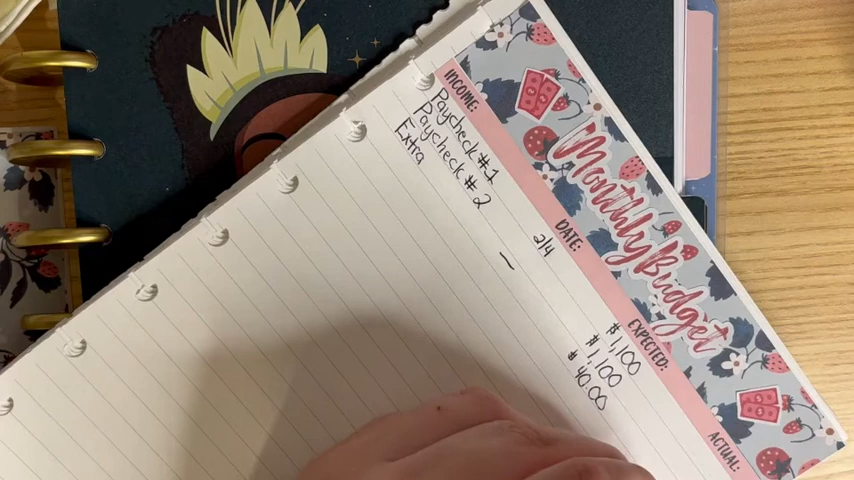 Monthly Budget
INCOME: DATE: EXPECTED: ACTUAL:
Paycheck #1 2/4 $1,100
Paycheck #2 $1,100
Extra — $40.00